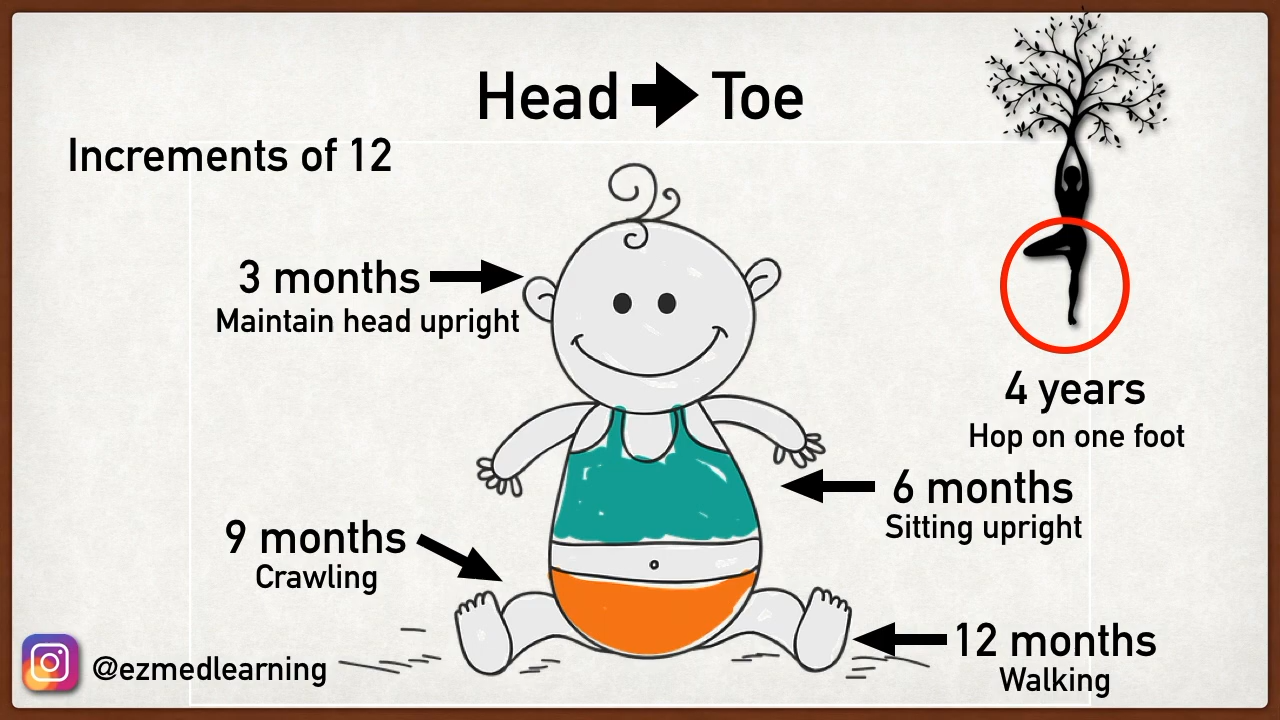 Head Toe
Increments of 12
3 months
Maintain head upright
4 years
Hop on one foot
6 months
Sitting upright
9 months
Crawling
12 months
Walking
@ezmedlearning